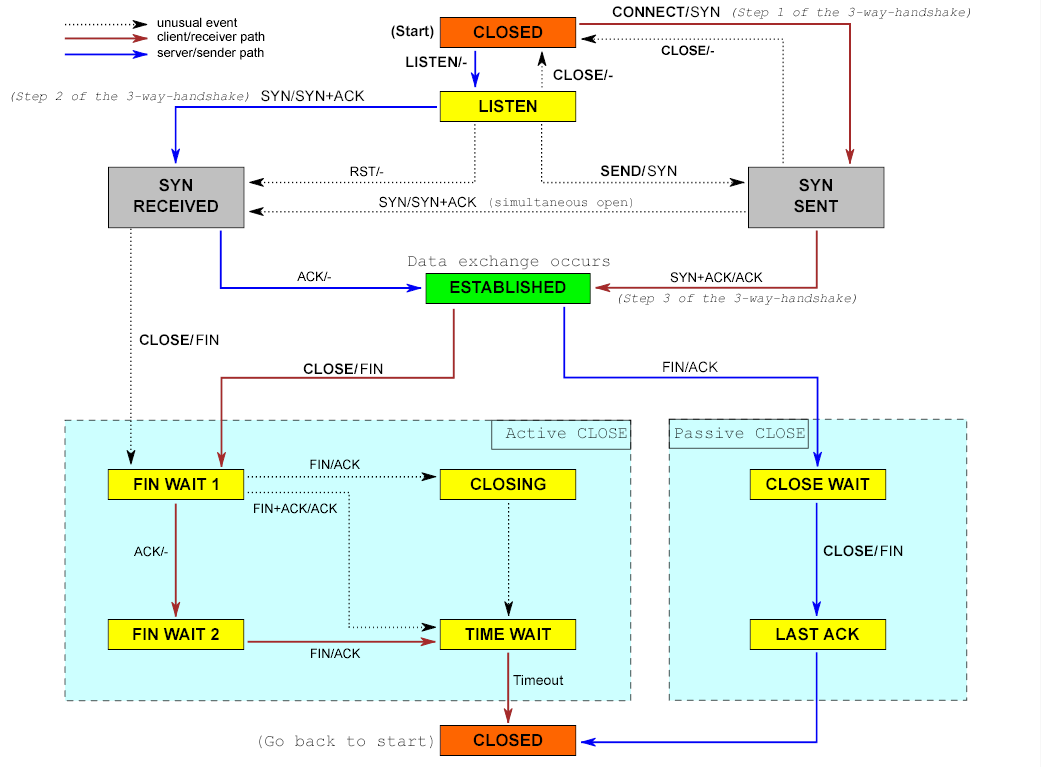 unusual event
client/receiver path
server/sender path
(Start)
CLOSED
CONNECT/SYN (Step 1 of the 3-way-handshake)
CLOSE/-
LISTEN/-
CLOSE/-
(Step 2 of the 3-way-handshake) SYN/SYN+ACK
LISTEN
RST/-
SEND/SYN
SYN
RECEIVED
SYN
SENT
SYN/SYN+ACK (simultaneous open)
Data exchange occurs
ACK/-
ESTABLISHED
SYN+ACK/ACK
(Step 3 of the 3-way-handshake)
CLOSE/FIN
CLOSE/FIN
FIN/ACK
Active CLOSE
Passive CLOSE
FIN WAIT 1
FIN/ACK
CLOSING
CLOSE WAIT
FIN+ACK/ACK
ACK/-
CLOSE/FIN
FIN WAIT 2
TIME WAIT
LAST ACK
FIN/ACK
Timeout
(Go back to start)
CLOSED